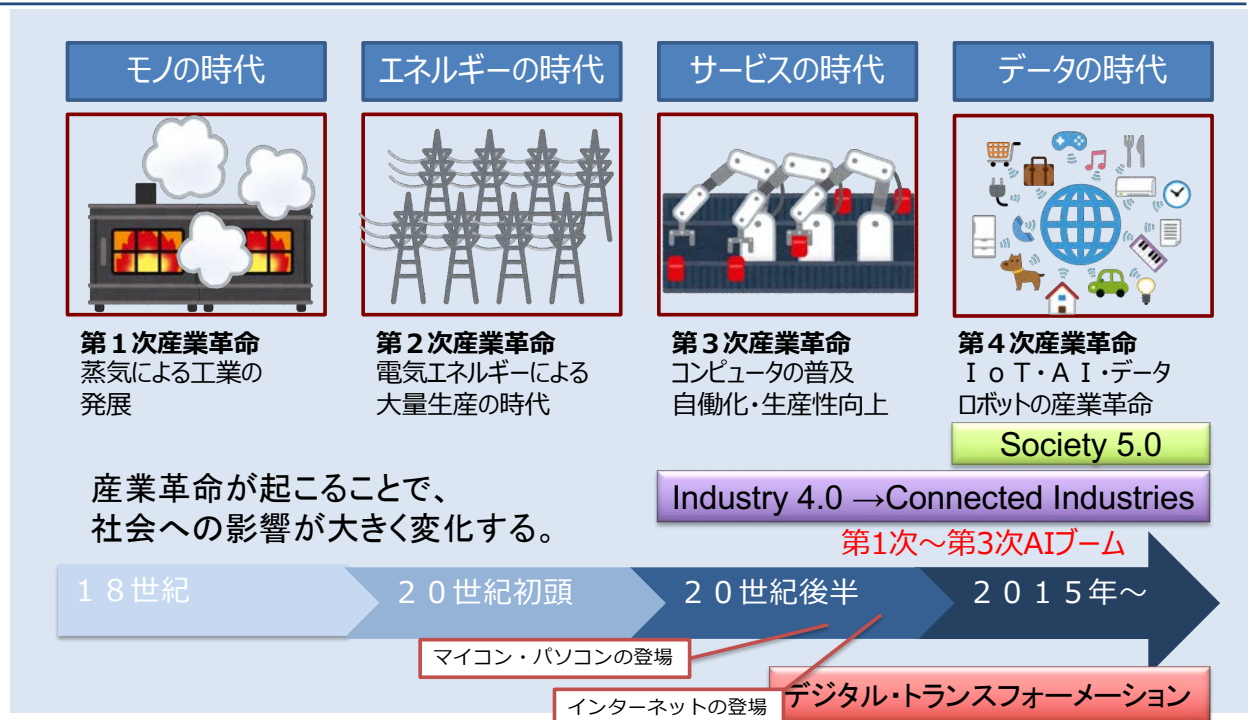 モノの時代
エネルギーの時代
サービスの時代
データの時代
第１次産業革命
蒸気による工業の
発展
第２次産業革命
電気エネルギーによる
大量生産の時代
第３次産業革命
コンピュータの普及
自働化・生産性向上
第４次産業革命
ＩｏＴ・ＡＩ・データ
ロボットの産業革命
Society 5.0
Industry 4.0 →Connected Industries
産業革命が起こることで、
社会への影響が大きく変化する。
第1次～第3次AIブーム
１８世紀
２０世紀初頭
２０世紀後半
２０１５年～
マイコン・パソコンの登場
インターネットの登場
デジタル・トランスフォーメーション